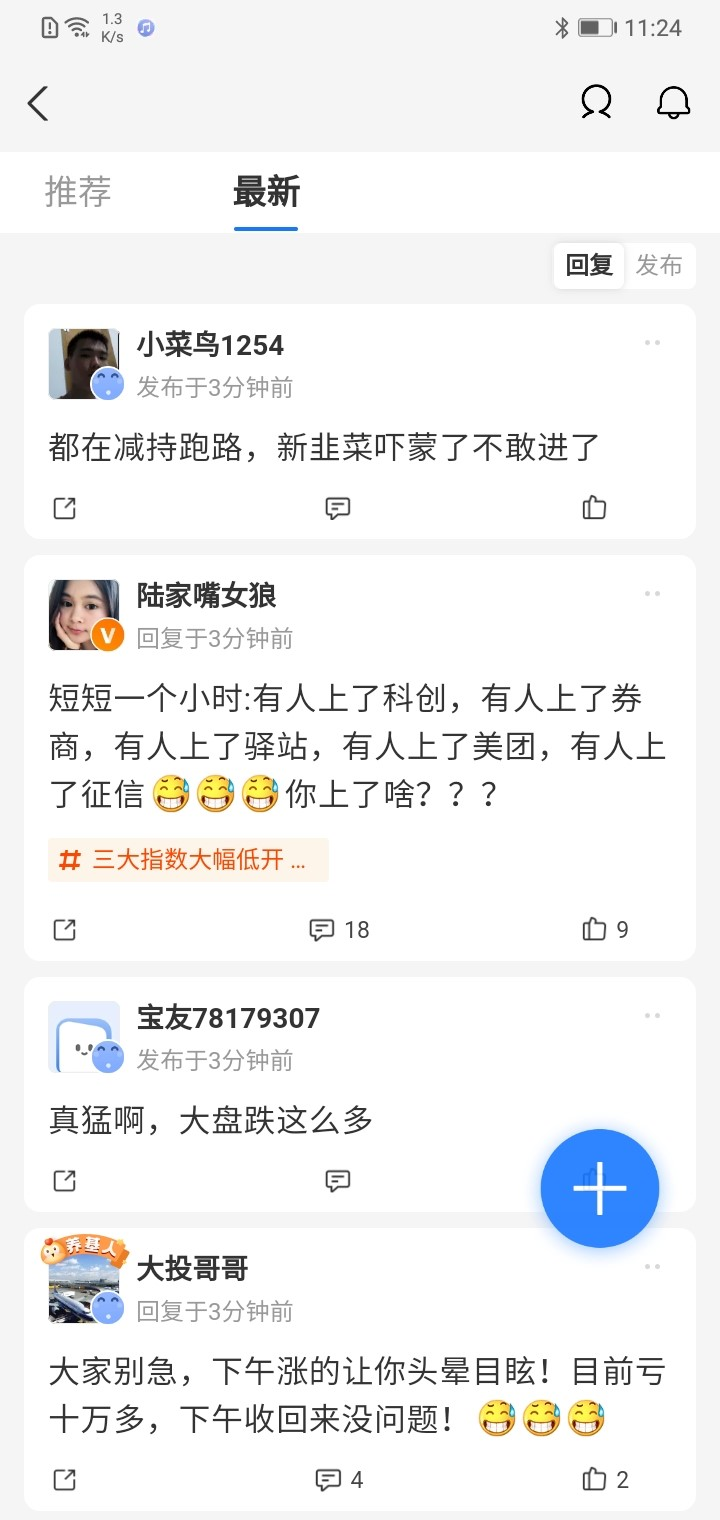 1.3
K/s
11:24
推荐
最新
回复
发布
小菜鸟1254
发布于3分钟前
都在减持跑路，新韭菜吓蒙了不敢进了
陆家嘴女狼
V
回复于3分钟前
短短一个小时:有人上了科创，有人上了券
商，有人上了驿站，有人上了美团，有人上
了征信😅😅😅你上了啥？？？
# 三大指数大幅低开 ...
18
9
宝友78179307
发布于3分钟前
真猛啊，大盘跌这么多
养基人
大投哥哥
回复于3分钟前
大家别急，下午涨的让你头晕目眩！目前亏
十万多，下午收回来没问题！😅😅😅
4
2